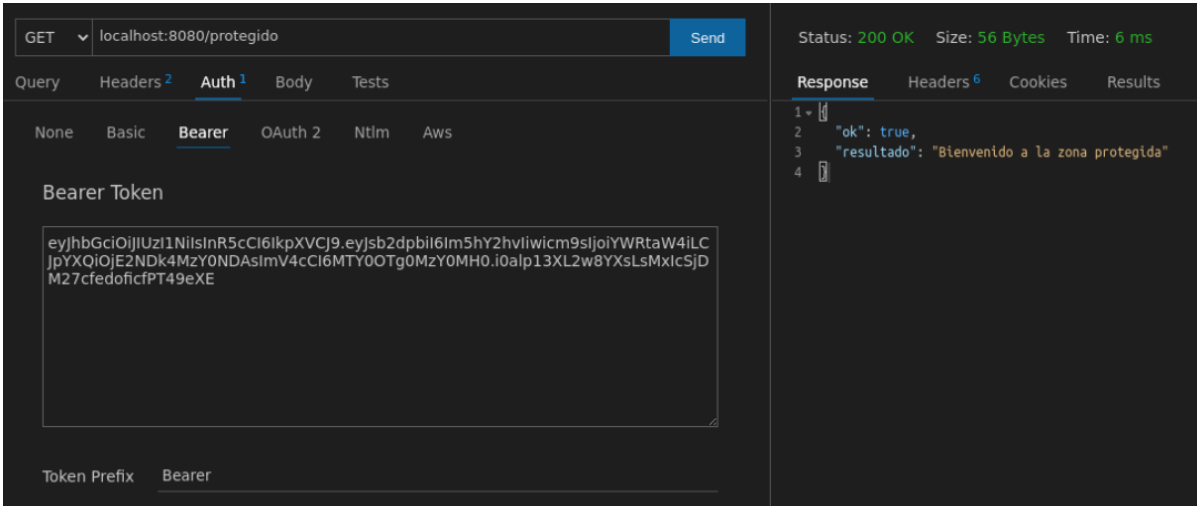 GET localhost:8080/protegido Send
Query Headers 2 Auth 1 Body Tests
None Basic Bearer OAuth 2 Ntlm Aws
Bearer Token
eyJhbGciOiJIUzI1NiIsInR5cCI6IkpXVCJ9.eyJsb2dpbiI6Im5hY2hvIiwicm9sIjoiYWRtaW4iLC
JpYXQiOjE2NDk4MzY0NDAsImV4cCI6MTY0OTg0MzY0MH0.i0alp13XL2w8YXsLsMxIcSjD
M27cfedoficfPT49eXE
Token Prefix Bearer
Status: 200 OK Size: 56 Bytes Time: 6 ms
Response Headers 6 Cookies Results
1 {
2 "ok": true,
3 "resultado": "Bienvenido a la zona protegida"
4 }